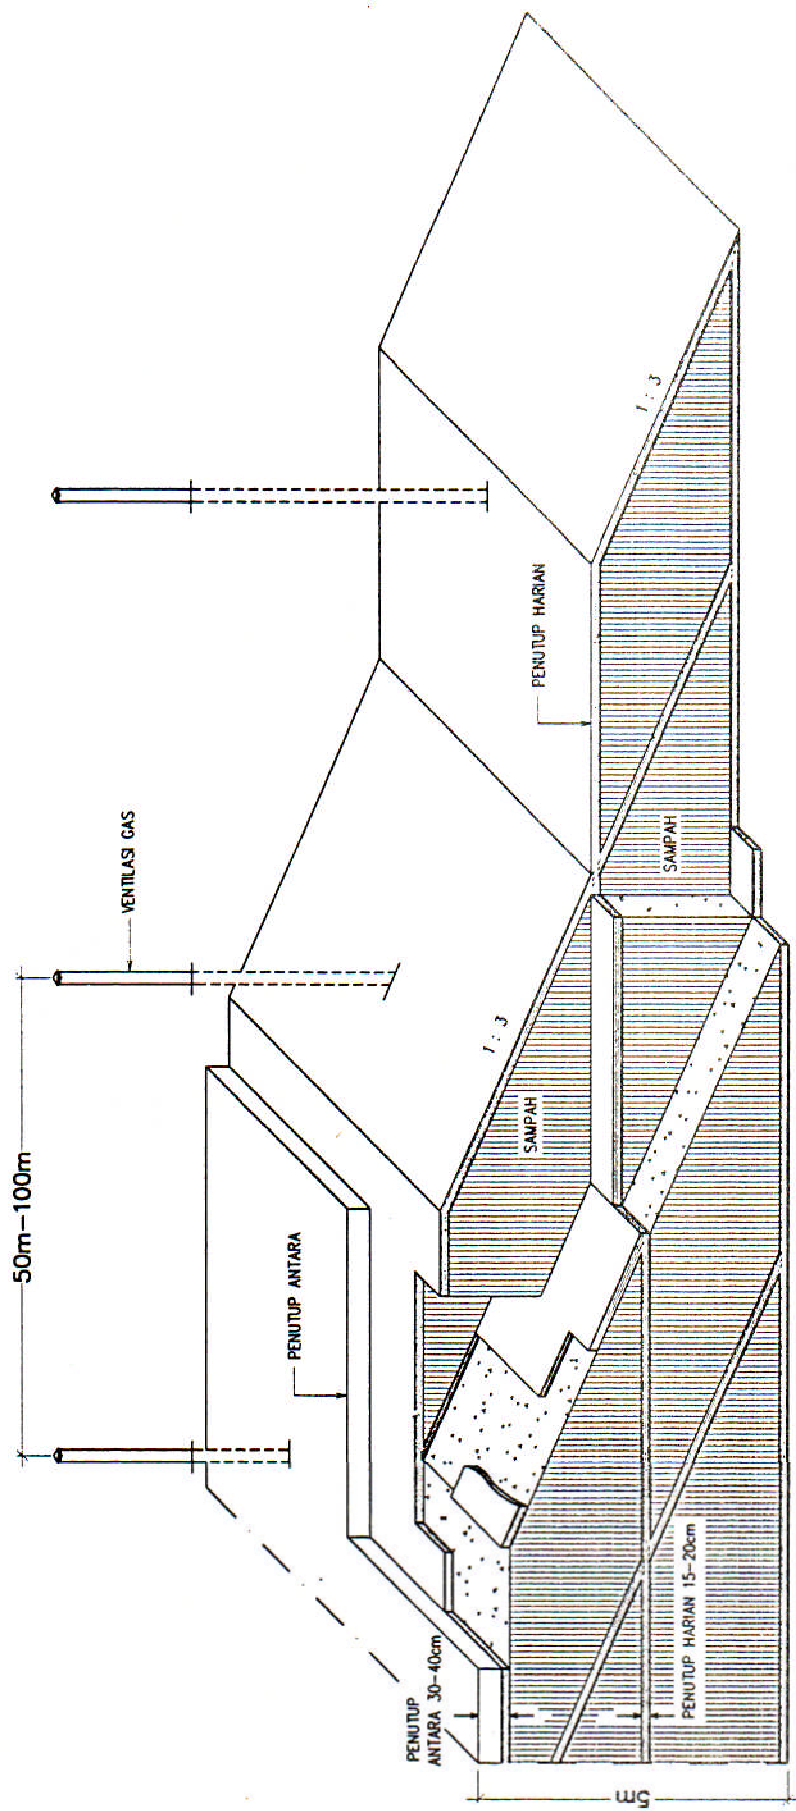 50m-100m
VENTILASI GAS
PENUTUP ANTARA
PENUTUP HARIAN
1 : 3
1 : 3
SAMPAH
SAMPAH
PENUTUP
ANTARA 30-40cm
PENUTUP HARIAN 15-20cm
5m